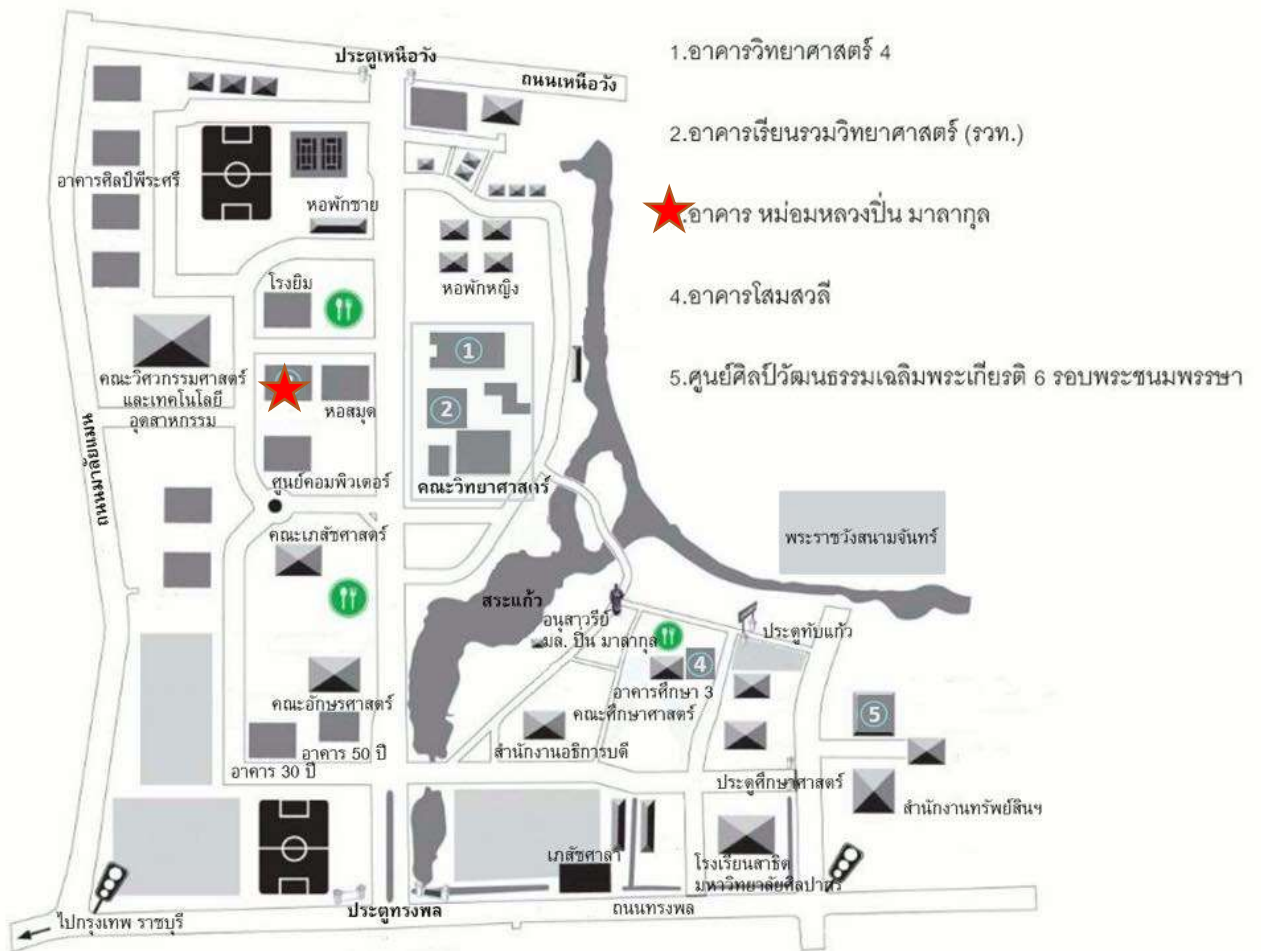 ประตูเหนือวัง
ถนนเหนือวัง
1.อาคารวิทยาศาสตร์ 4
2.อาคารเรียนรวมวิทยาศาสตร์ (รวท.)
.อาคาร หม่อมหลวงปิ่น มาลากุล
4.อาคารโสมสวลี
5.ศูนย์ศิลป์วัฒนธรรมเฉลิมพระเกียรติ 6 รอบพระชนมพรรษา
อาคารศิลป์พีระศรี
หอพักชาย
โรงยิม
หอพักหญิง
1
คณะวิศวกรรมศาสตร์
และเทคโนโลยี
อุตสาหกรรม
หอสมุด
2
ศูนย์คอมพิวเตอร์
คณะวิทยาศาสตร์
คณะเภสัชศาสตร์
พระราชวังสนามจันทร์
สระแก้ว
อนุสาวรีย์
มล. ปิ่น มาลากุล
ประตูทับแก้ว
4
อาคารศึกษา 3
คณะศึกษาศาสตร์
คณะอักษรศาสตร์
5
อาคาร 50 ปี
อาคาร 30 ปี
สำนักงานอธิการบดี
ประตูศึกษาศาสตร์
สำนักงานทรัพย์สินฯ
เภสัชศาลา
โรงเรียนสาธิต
มหาวิทยาลัยศิลปากร
ประตูทรงพล
ถนนทรงพล
ไปกรุงเทพ ราชบุรี